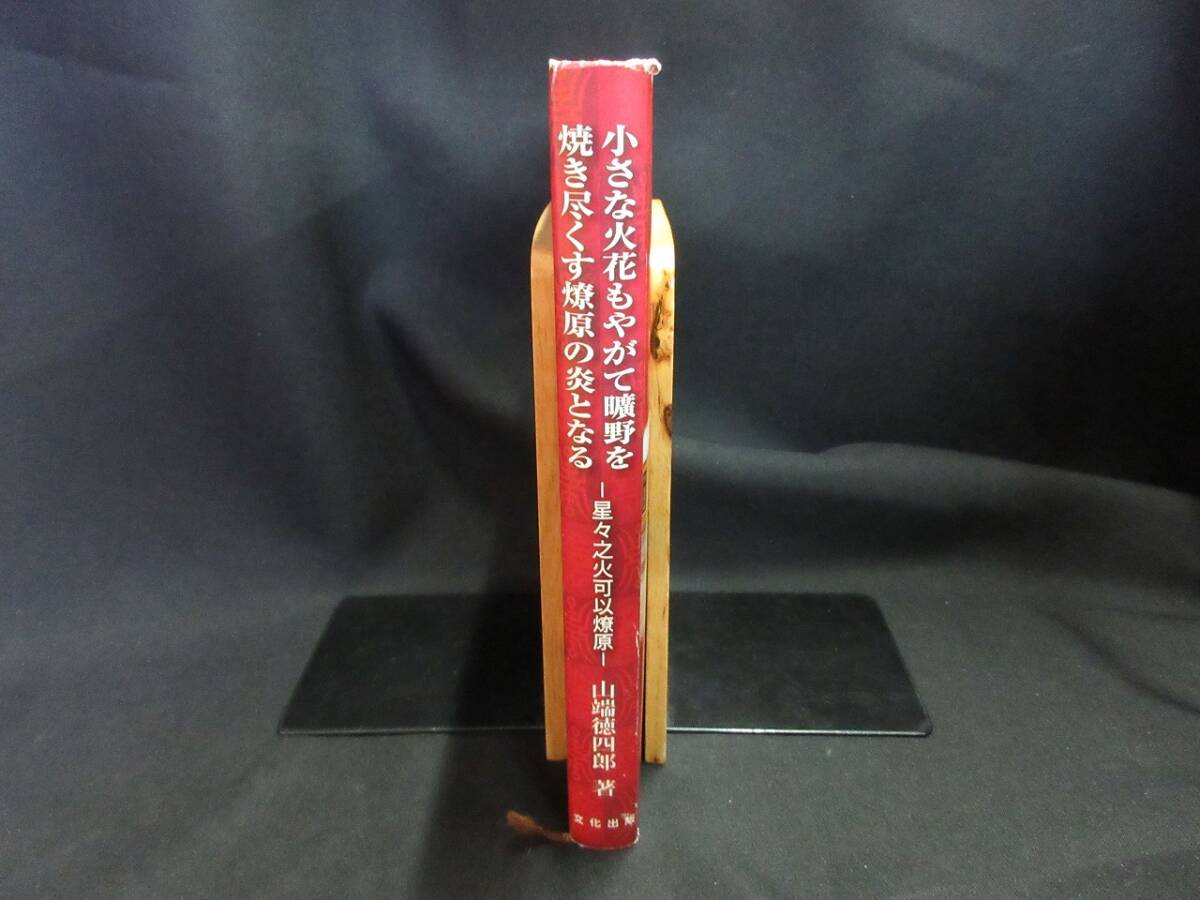 小さな火花もやがて曠野を
焼き尽くす燎原の炎となる
－星々之火可以燎原－
山端徳四郎 著
文化出版